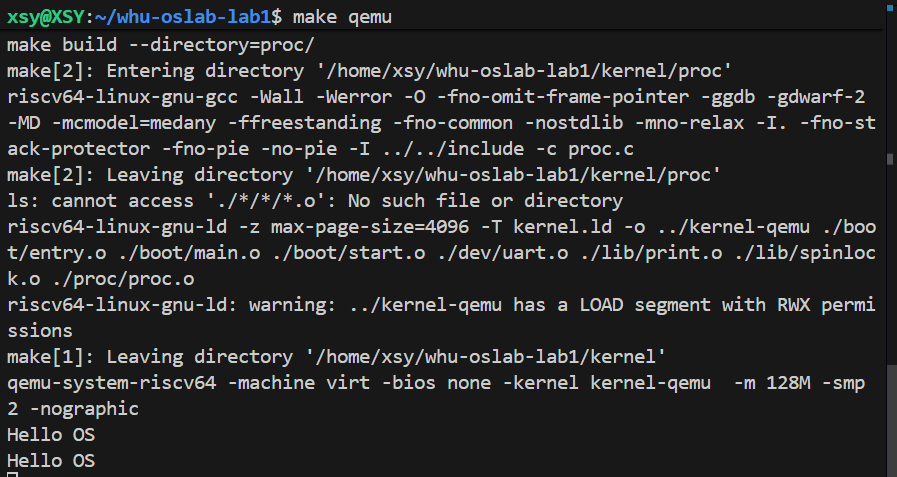 xsy@XSY:~/whu-oslab-lab1$ make qemu
make build --directory=proc/
make[2]: Entering directory '/home/xsy/whu-oslab-lab1/kernel/proc'
riscv64-linux-gnu-gcc -Wall -Werror -O -fno-omit-frame-pointer -ggdb -gdwarf-2
-MD -mcmodel=medany -ffreestanding -fno-common -nostdlib -mno-relax -I. -fno-st
ack-protector -fno-pie -no-pie -I ../../include -c proc.c
make[2]: Leaving directory '/home/xsy/whu-oslab-lab1/kernel/proc'
ls: cannot access './*/*/*.o': No such file or directory
riscv64-linux-gnu-ld -z max-page-size=4096 -T kernel.ld -o ../kernel-qemu ./boo
t/entry.o ./boot/main.o ./boot/start.o ./dev/uart.o ./lib/print.o ./lib/spinloc
k.o ./proc/proc.o
riscv64-linux-gnu-ld: warning: ../kernel-qemu has a LOAD segment with RWX permi
ssions
make[1]: Leaving directory '/home/xsy/whu-oslab-lab1/kernel'
qemu-system-riscv64 -machine virt -bios none -kernel kernel-qemu  -m 128M -smp
2 -nographic
Hello OS
Hello OS